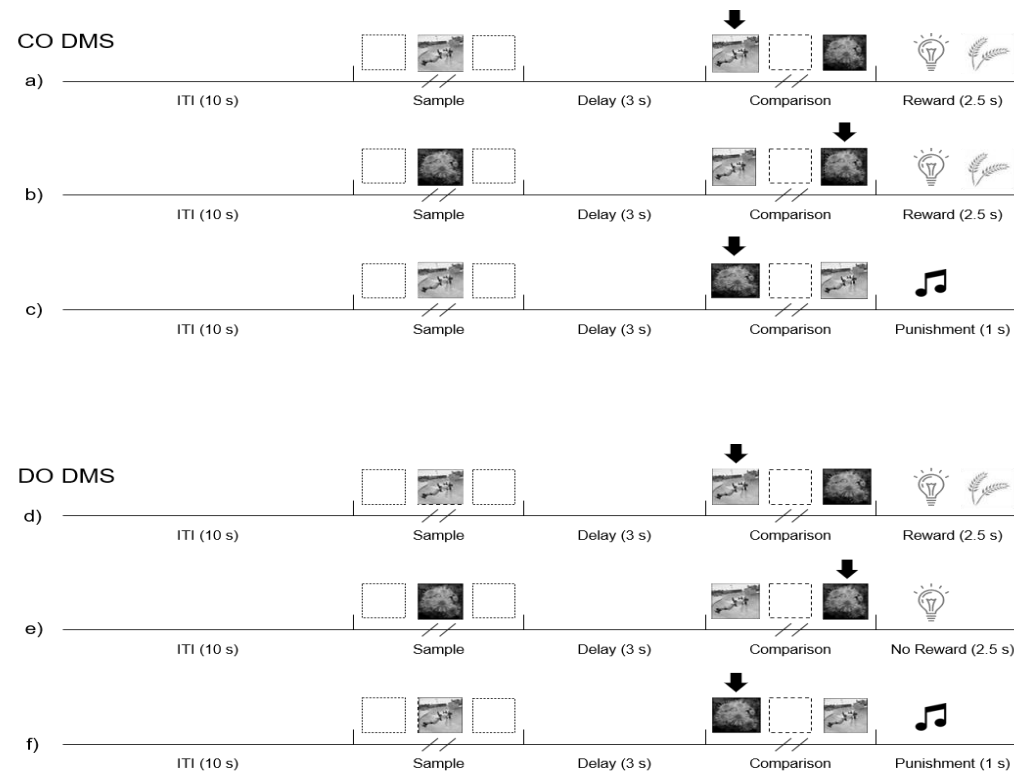 CO DMS
a)
ITI (10 s) Sample Delay (3 s) Comparison Reward (2.5 s)
b)
ITI (10 s) Sample Delay (3 s) Comparison Reward (2.5 s)
c)
ITI (10 s) Sample Delay (3 s) Comparison Punishment (1 s)
DO DMS
d)
ITI (10 s) Sample Delay (3 s) Comparison Reward (2.5 s)
e)
ITI (10 s) Sample Delay (3 s) Comparison No Reward (2.5 s)
f)
ITI (10 s) Sample Delay (3 s) Comparison Punishment (1 s)